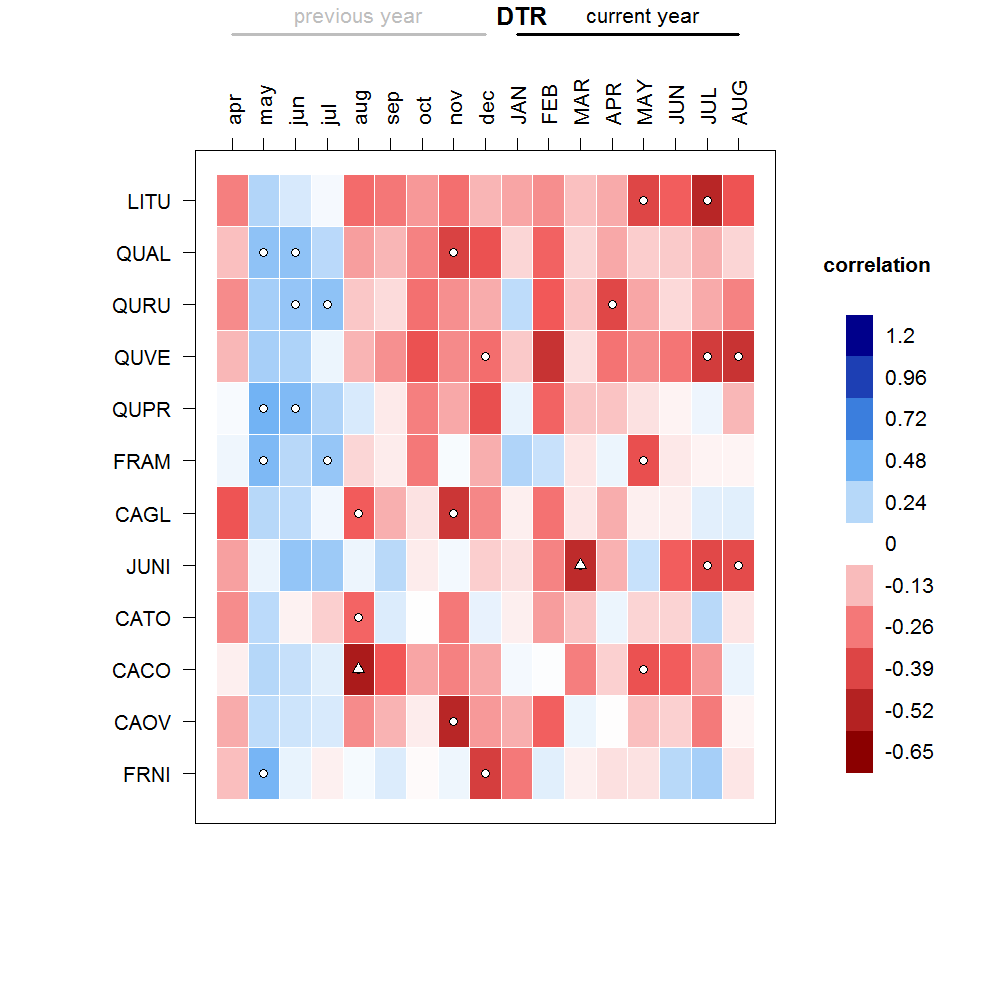 previous year DTR current year
apr may jun jul aug sep oct nov dec JAN FEB MAR APR MAY JUN JUL AUG
LITU
QUAL
QURU
QUVE
QUPR
FRAM
CAGL
JUNI
CATO
CACO
CAOV
FRNI
correlation
1.2
0.96
0.72
0.48
0.24
0
-0.13
-0.26
-0.39
-0.52
-0.65